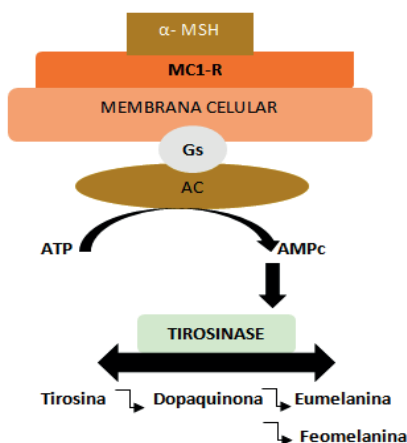 α- MSH
MC1-R
MEMBRANA CELULAR
Gs
AC
ATP AMPc
TIROSINASE
Tirosina Dopaquinona Eumelanina
Feomelanina